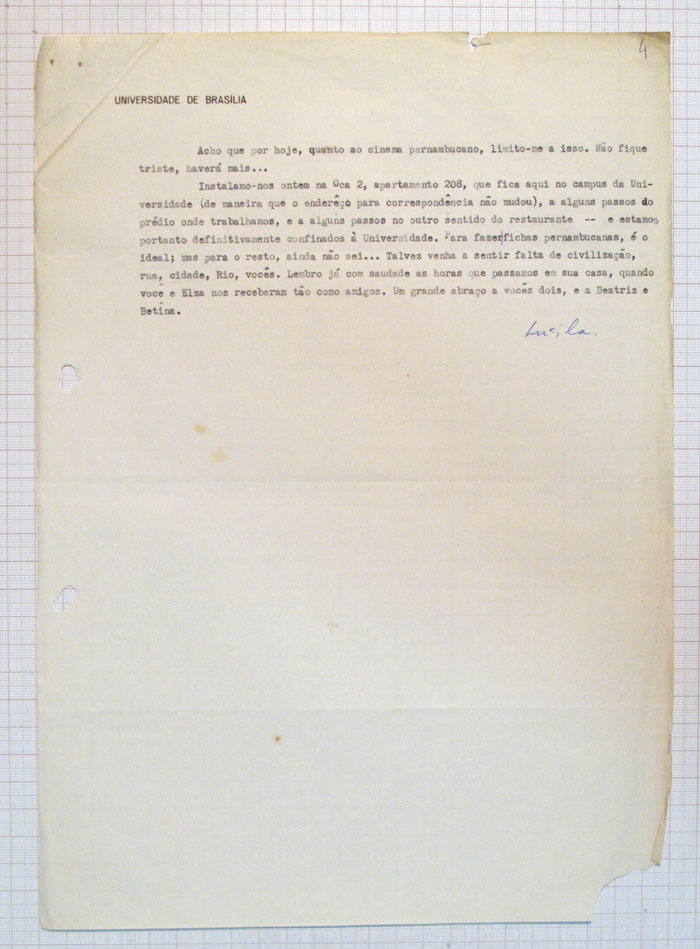 4
UNIVERSIDADE DE BRASÍLIA
Acho que por hoje, quanto ao cinema pernambucano, limito-me a isso. Não fique
triste, haverá mais...
Instalamo-nos ontem na Oca 2, apartamento 208, que fica aqui no campus da Uni-
versidade (de maneira que o enderêço para correspondência não mudou), a alguns passos do
prédio onde trabalhamos, e a alguns passos no outro sentido do restaurante -- e estamos
portanto definitivamente confinados à Universidade. Para fazer|fichas pernambucanas, é o
ideal; mas para o resto, ainda não sei... Talvez venha a sentir falta de civilização,
rua, cidade, Rio, vocês. Lembro já com saudade as horas que passamos em sua casa, quando
você e Elza nos receberam tão como amigos. Um grande abraço a vocês dois, e a Beatriz e
Betina.
Lucila.